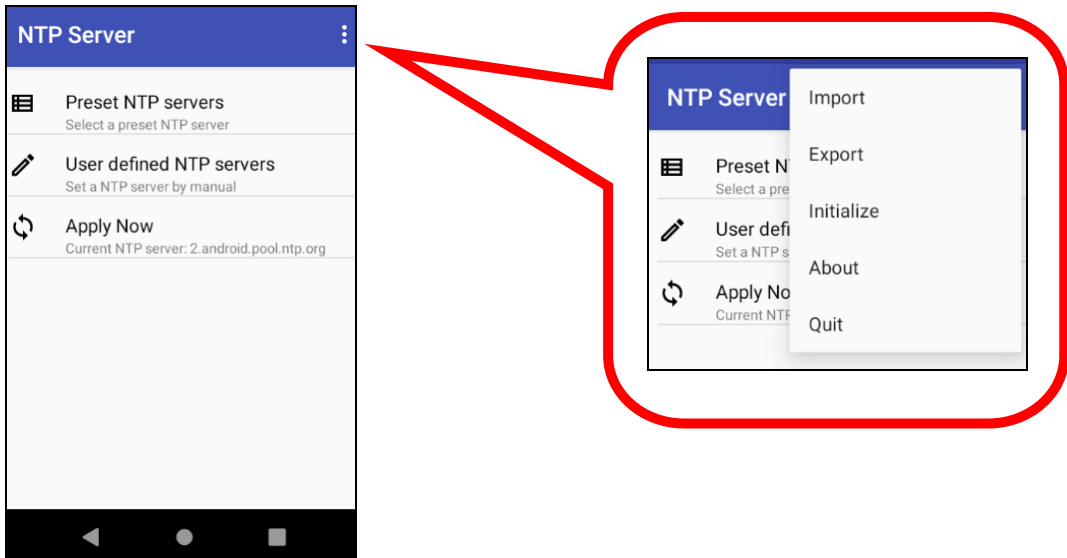 NTP Server
Preset NTP servers
Select a preset NTP server
User defined NTP servers
Set a NTP server by manual
Apply Now
Current NTP server: 2.android.pool.ntp.org
NTP Server
Import
Export
Initialize
About
Quit
Preset N
Select a pre
User defi
Set a NTP s
Apply No
Current NTP